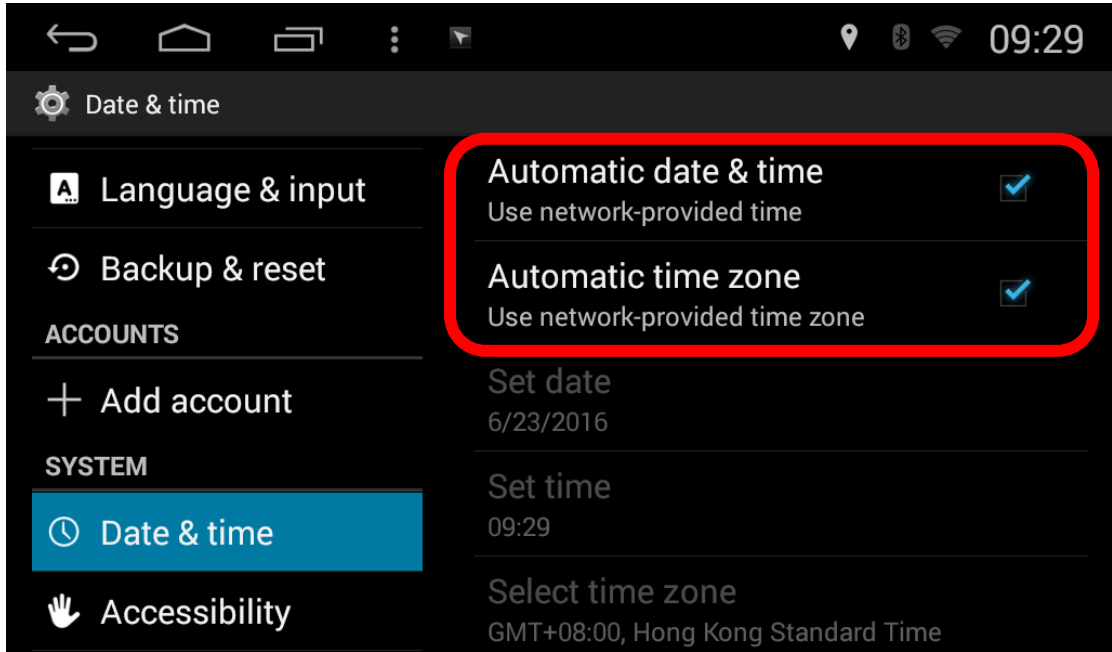 09:29
Date & time
Language & input
Backup & reset
ACCOUNTS
Add account
SYSTEM
Date & time
Accessibility
Automatic date & time
Use network-provided time
Automatic time zone
Use network-provided time zone
Set date
6/23/2016
Set time
09:29
Select time zone
GMT+08:00, Hong Kong Standard Time